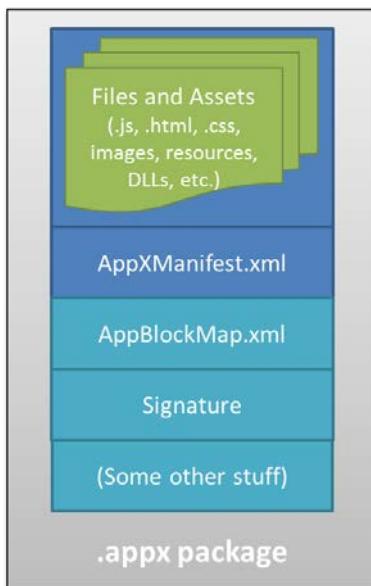 Files and Assets
(.js, .html, .css,
images, resources,
DLLs, etc.)
AppXManifest.xml
AppBlockMap.xml
Signature
(Some other stuff)
.appx package